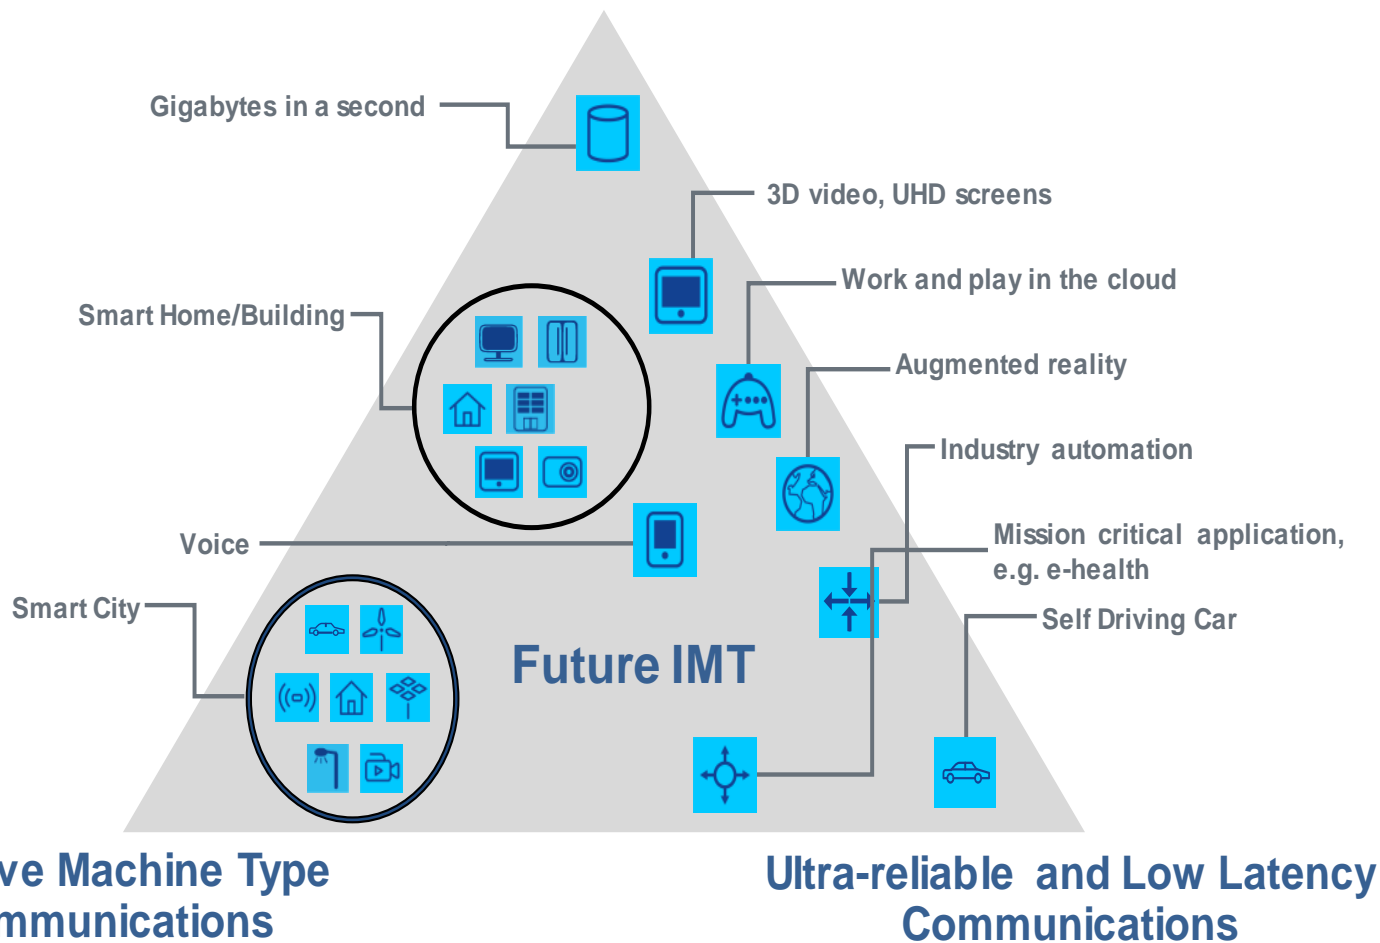 Gigabytes in a second
3D video, UHD screens
Work and play in the cloud
Smart Home/Building
Augmented reality
Industry automation
Mission critical application,
e.g. e-health
Voice
Smart City
Self Driving Car
Future IMT
Machine Type
Ultra-reliable and Low Latency
Communications